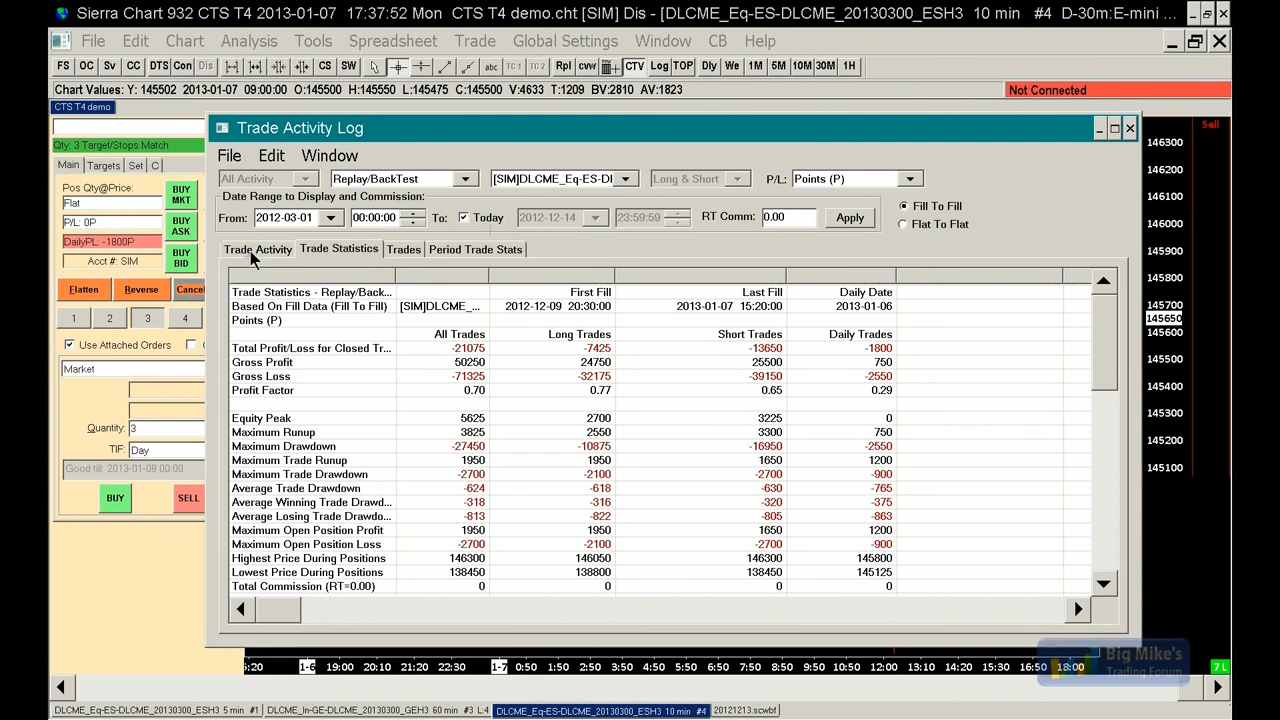 Sierra Chart 932 CTS T4 2013-01-07 17:37:52 Mon CTS T4 demo.cht [SIM] Dis - [DLCME_Eq-ES-DLCME_20130300_ESH3 10 min #4 D-30m:E-mini ...
File Edit Chart Analysis Tools Spreadsheet Trade Global Settings Window CB Help
FS OC Sv CC DTS Con Dis CS SW abc TC 1 TC 2 Rpl cvw CTV Log TOP Dly We 1M 5M 10M 30M 1H
Chart Values: Y: 145502 2013-01-07 09:00:00 O:145500 H:145550 L:145475 C:145500 V:4633 T:1209 BV:2810 AV:1823 Not Connected
CTS T4 demo
Qty: 3 Target/Stops Match
Main Targets Set C
Pos Qty@Price:
Flat
P/L: 0P
DailyPL: -1800P
Acct #: SIM
BUY MKT
BUY ASK
BUY BID
Flatten Reverse Cancel
1 2 3 4
Use Attached Orders
Market
Quantity: 3
TIF: Day
Good till: 2013-01-09 00:00
BUY SELL
Trade Activity Log
File Edit Window
All Activity Replay/BackTest [SIM]DLCME_Eq-ES-DI Long & Short P/L: Points (P)
Date Range to Display and Commission:
From: 2012-03-01 00:00:00 To: Today 2012-12-14 23:59:59 RT Comm: 0.00 Apply
Fill To Fill
Flat To Flat
Trade Activity Trade Statistics Trades Period Trade Stats
Trade Statistics - Replay/Back... First Fill Last Fill Daily Date
Based On Fill Data (Fill To Fill) [SIM]DLCME_... 2012-12-09 20:30:00 2013-01-07 15:20:00 2013-01-06
Points (P)
All Trades Long Trades Short Trades Daily Trades
Total Profit/Loss for Closed Tr... -21075 -7425 -13650 -1800
Gross Profit 50250 24750 25500 750
Gross Loss -71325 -32175 -39150 -2550
Profit Factor 0.70 0.77 0.65 0.29
Equity Peak 5625 2700 3225 0
Maximum Runup 3825 2550 3300 750
Maximum Drawdown -27450 -10875 -16950 -2550
Maximum Trade Runup 1950 1950 1650 1200
Maximum Trade Drawdown -2700 -2100 -2700 -900
Average Trade Drawdown -624 -618 -630 -765
Average Winning Trade Drawd... -318 -316 -320 -375
Average Losing Trade Drawdo... -813 -822 -805 -863
Maximum Open Position Profit 1950 1950 1650 1200
Maximum Open Position Loss -2700 -2100 -2700 -900
Highest Price During Positions 146300 146050 146300 145800
Lowest Price During Positions 138450 138800 138450 145125
Total Commission (RT=0.00) 0 0 0 0
Sell
146300
146200
146100
146000
145900
145800
145700
145650
145600
145500
145400
145300
145200
145100
Big Mike's
Trading Forum
:20 1-6 19:00 20:10 21:20 22:30 1-7 0:50 1:50 2:50 3:50 4:50 5:50 6:50 7:50 8:50 9:50 10:50 11:50 12:50 13:50 14:50 15:50 16:50 18:00 7 L
DLCME_Eq-ES-DLCME_20130300_ESH3 5 min #1 DLCME_In-GE-DLCME_20130300_GEH3 60 min #3 L:4 DLCME_Eq-ES-DLCME_20130300_ESH3 10 min #4 20121213.scwbf